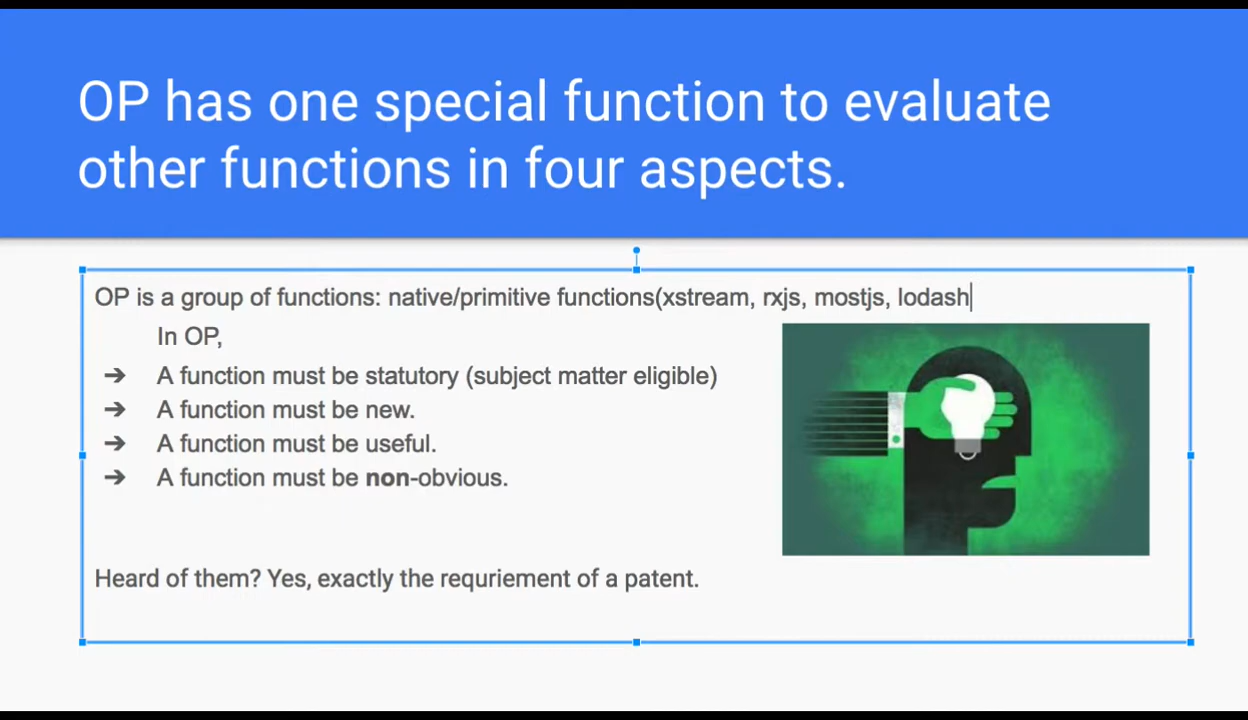 OP has one special function to evaluate
other functions in four aspects.
OP is a group of functions: native/primitive functions(xstream, rxjs, mostjs, lodash
In OP,
➔ A function must be statutory (subject matter eligible)
➔ A function must be new.
➔ A function must be useful.
➔ A function must be non-obvious.
Heard of them? Yes, exactly the requriement of a patent.